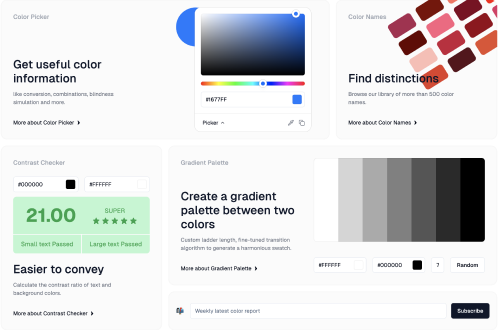 Color Picker
Get useful color
information
like conversion, combinations, blindness
simulation and more.
More about Color Picker
#1677FF
Picker
Color Names
Find distinctions
Browse our library of more than 500 color
names.
More about Color Names
Contrast Checker
#000000
#FFFFFF
21.00
SUPER
Small text Passed
Large text Passed
Easier to convey
Calculate the contrast ratio of text and
background colors.
More about Contrast Checker
Gradient Palette
Create a gradient
palette between two
colors
Custom ladder length, fine-tuned transition
algorithm to generate a harmonious swatch.
More about Gradient Palette
#FFFFFF
#000000
7
Random
Weekly latest color report
Subscribe